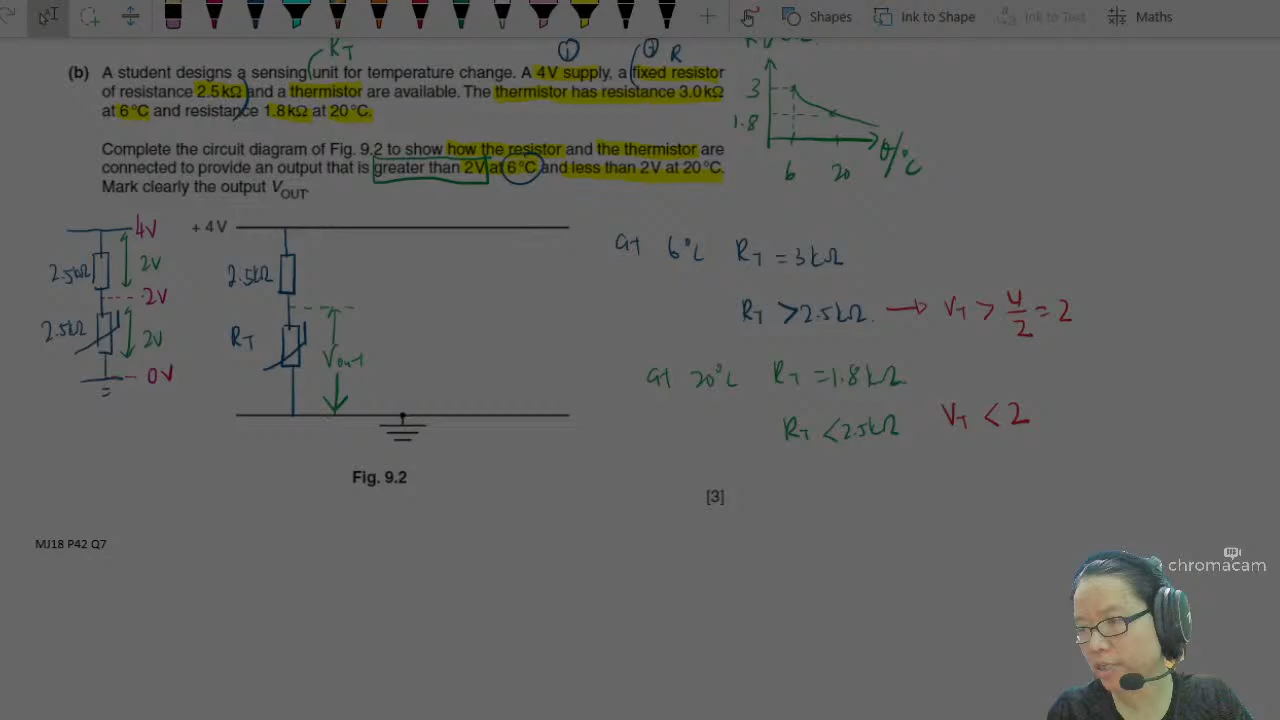 Shapes
Ink to Shape
Ink to Text
Maths
RT
① ② R
(b) A student designs a sensing unit for temperature change. A 4V supply, a fixed resistor
of resistance 2.5kΩ and a thermistor are available. The thermistor has resistance 3.0kΩ
at 6°C and resistance 1.8kΩ at 20°C.
3
1.8
6 20
θ/°C
Complete the circuit diagram of Fig. 9.2 to show how the resistor and the thermistor are
connected to provide an output that is greater than 2V at 6°C and less than 2V at 20°C.
Mark clearly the output VOUT.
4V
2.5kΩ 2V
2V
2.5kΩ 2V
0V
+4V
2.5kΩ
RT
Vout
at 6°C RT = 3kΩ
RT > 2.5kΩ → VT > 4/2 = 2
at 20°C RT = 1.8kΩ
RT < 2.5kΩ VT < 2
Fig. 9.2
[3]
MJ18 P42 Q7
chromacam